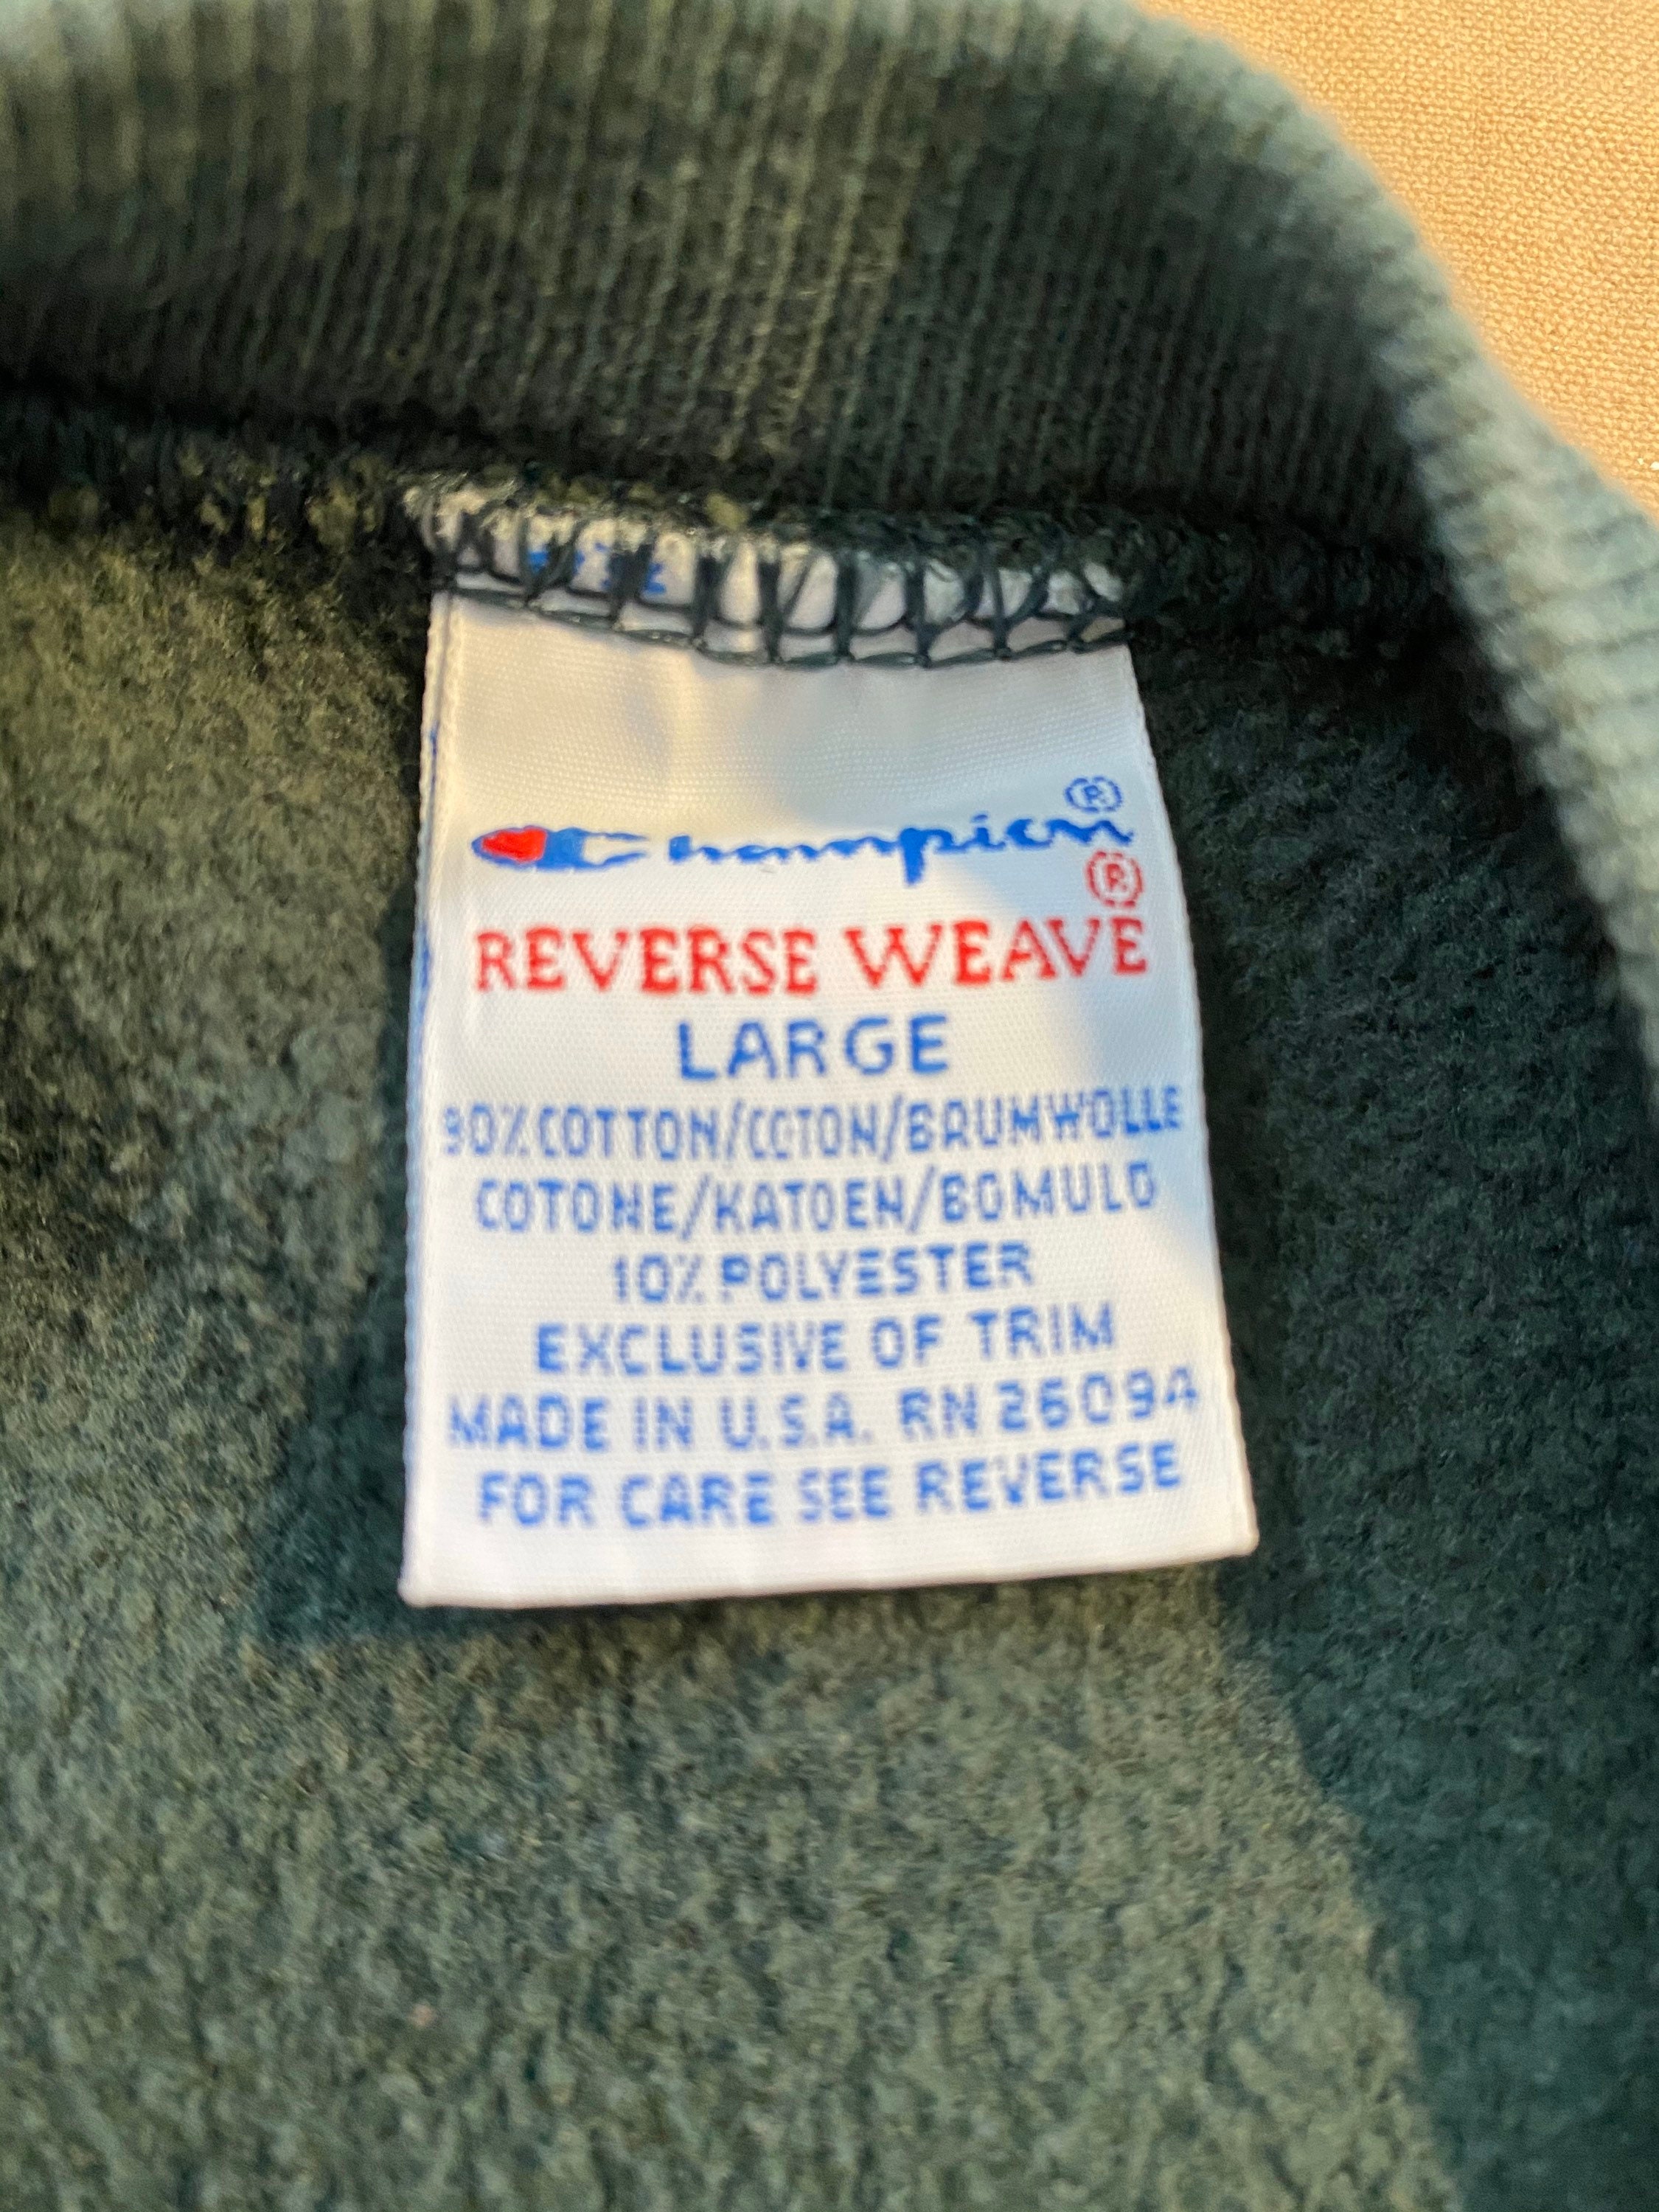 Champion®
REVERSE WEAVE®
LARGE
90% COTTON/COTON/BAUMWOLLE
COTONE/KATOEN/BOMULD
10% POLYESTER
EXCLUSIVE OF TRIM
MADE IN U.S.A. RN 26094
FOR CARE SEE REVERSE